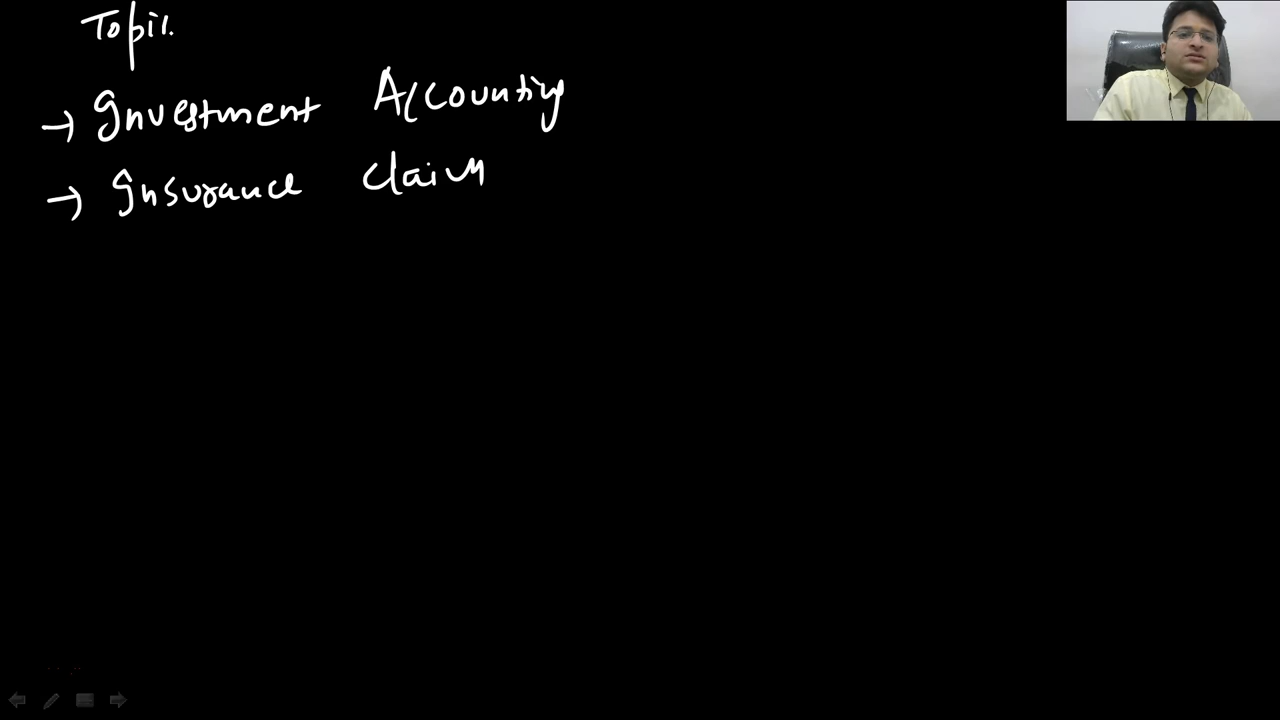 Topic.
→ Investment Accounting
→ Insurance claim